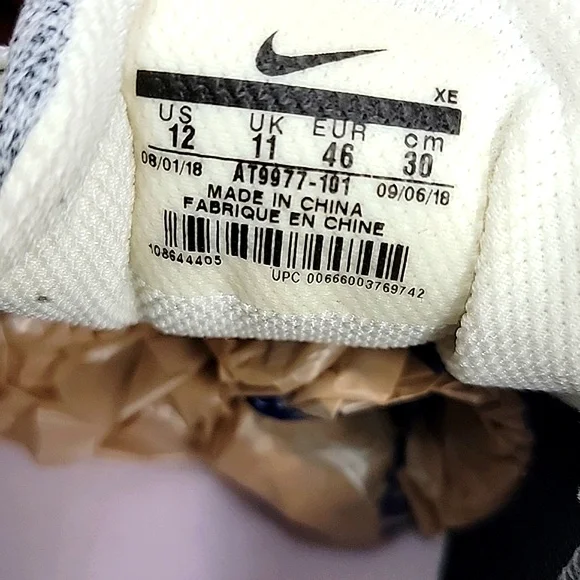 XE
US UK EUR cm
12 11 46 30
08/01/18 AT9977-101 09/06/18
MADE IN CHINA
FABRIQUE EN CHINE
108644405
UPC 00666003769742